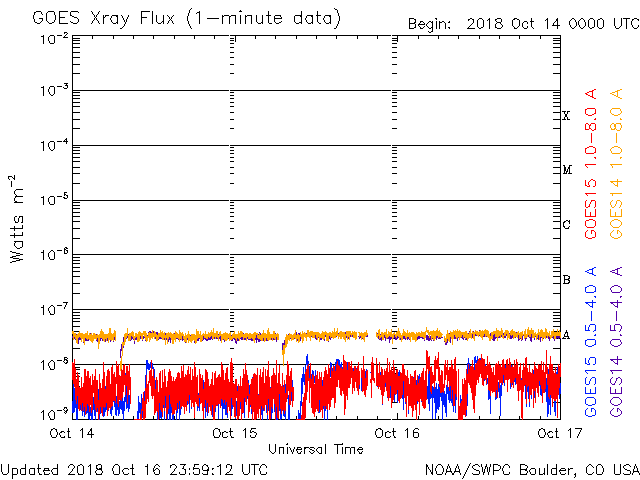 GOES Xray Flux (1-minute data)
Begin: 2018 Oct 14 0000 UTC
10⁻²
10⁻³
10⁻⁴
10⁻⁵
10⁻⁶
10⁻⁷
10⁻⁸
10⁻⁹
Watts m⁻²
X
M
C
B
A
GOES15 1.0-8.0 A
GOES14 1.0-8.0 A
GOES15 0.5-4.0 A
GOES14 0.5-4.0 A
Oct 14 Oct 15 Oct 16 Oct 17
Universal Time
Updated 2018 Oct 16 23:59:12 UTC
NOAA/SWPC Boulder, CO USA